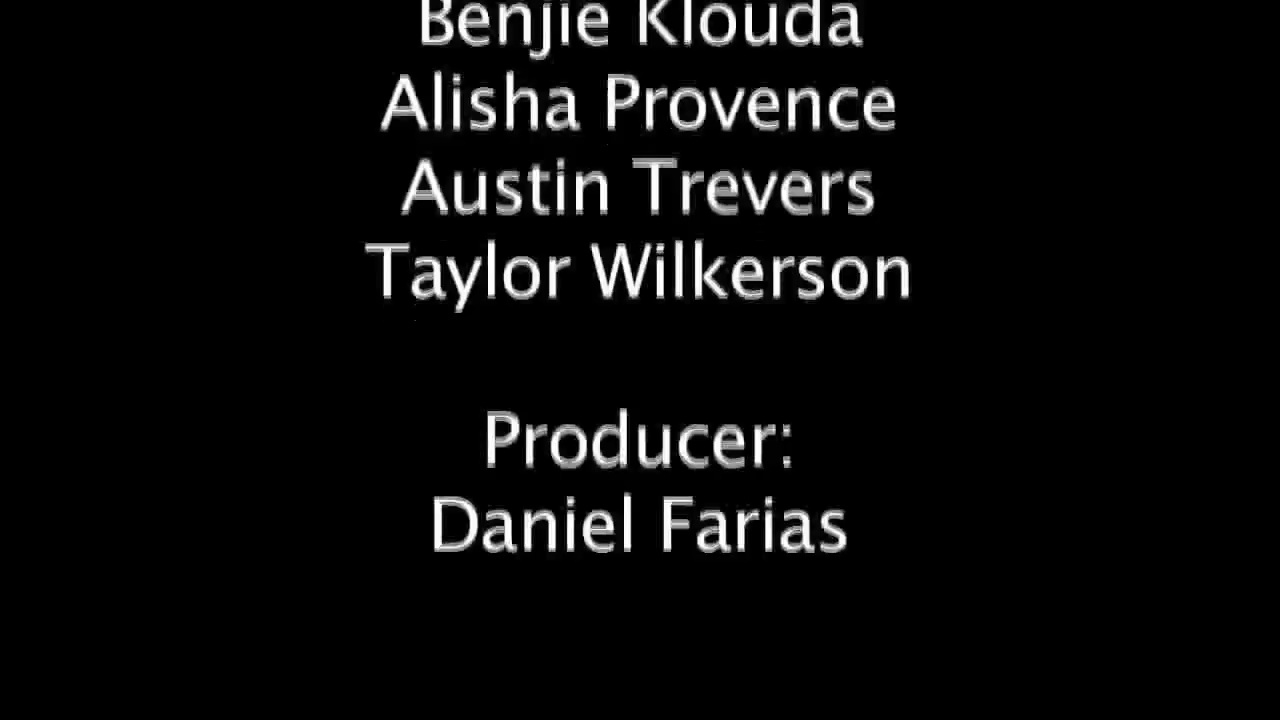 Benjie Klouda
Alisha Provence
Austin Trevers
Taylor Wilkerson
Producer:
Daniel Farias